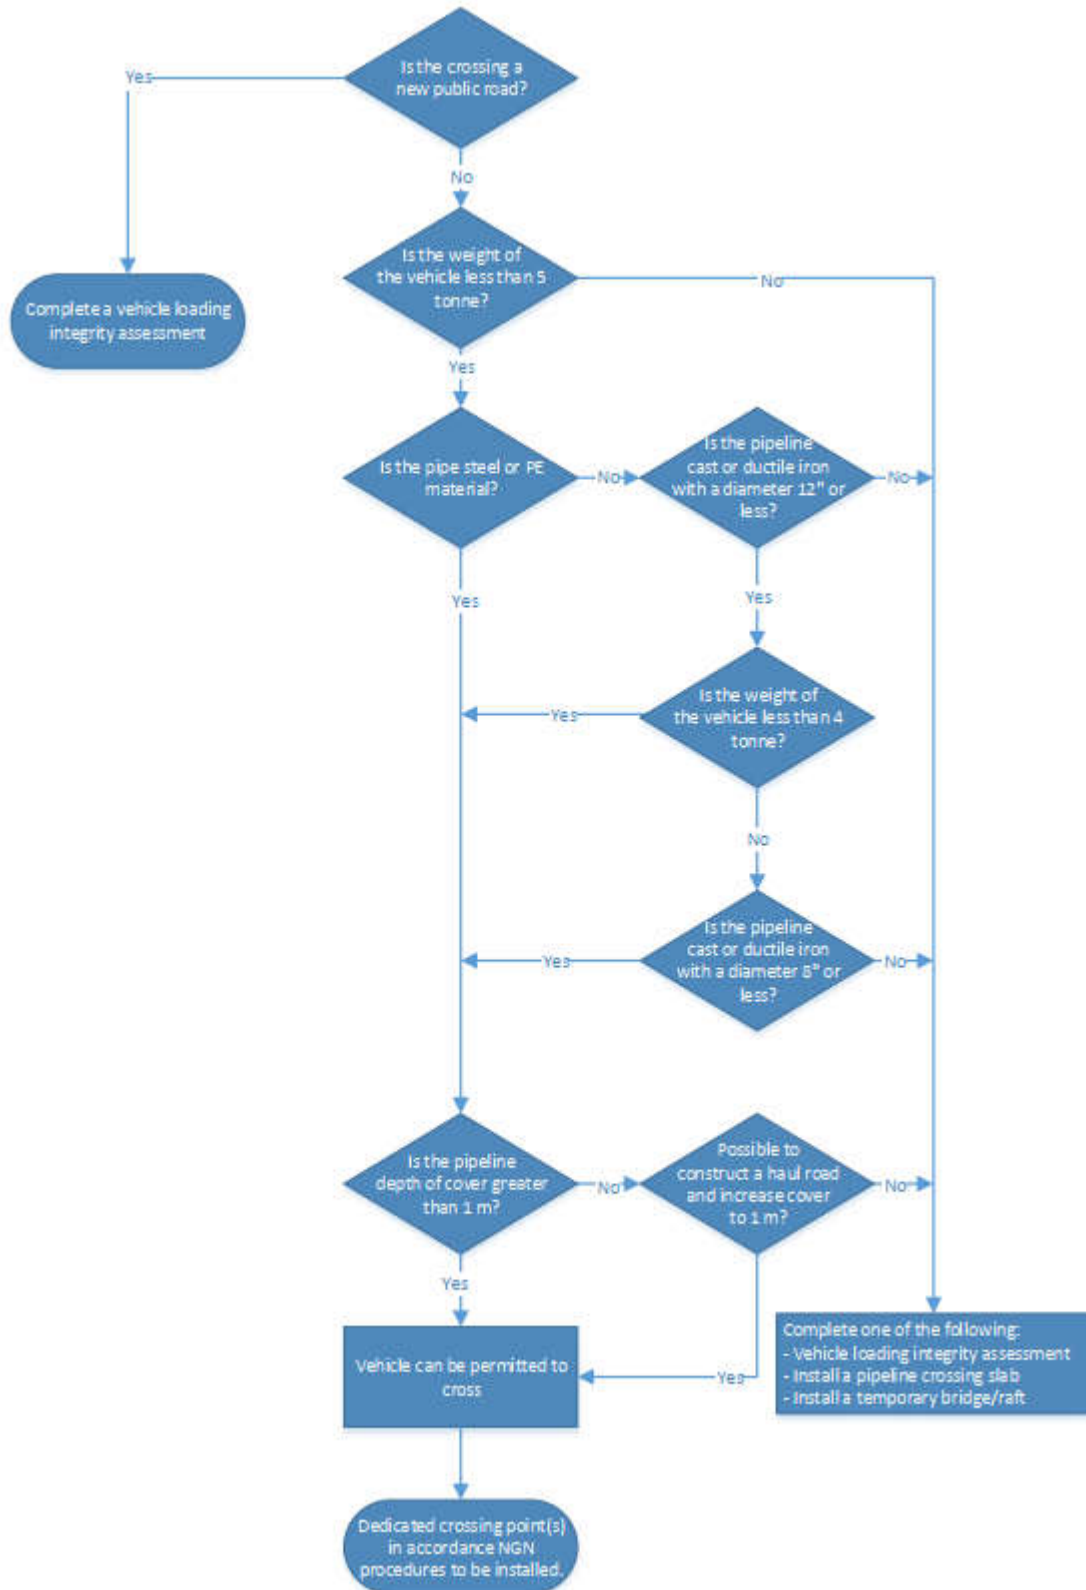 Is the crossing a
new public road?
Yes
No
Is the weight of
the vehicle less than 5
tonne?
No
Complete a vehicle loading
integrity assessment
Yes
Is the pipe steel or PE
material?
No
Is the pipeline
cast or ductile iron
with a diameter 12" or
less?
No
Yes
Yes
Is the weight of
the vehicle less than 4
tonne?
Yes
No
Is the pipeline
cast or ductile iron
with a diameter 8" or
less?
Yes
No
Is the pipeline
depth of cover greater
than 1 m?
No
Possible to
construct a haul road
and increase cover
to 1 m?
No
Yes
Vehicle can be permitted to
cross
Yes
Complete one of the following:
- Vehicle loading integrity assessment
- Install a pipeline crossing slab
- Install a temporary bridge/raft
Dedicated crossing point(s)
in accordance NGN
procedures to be installed.